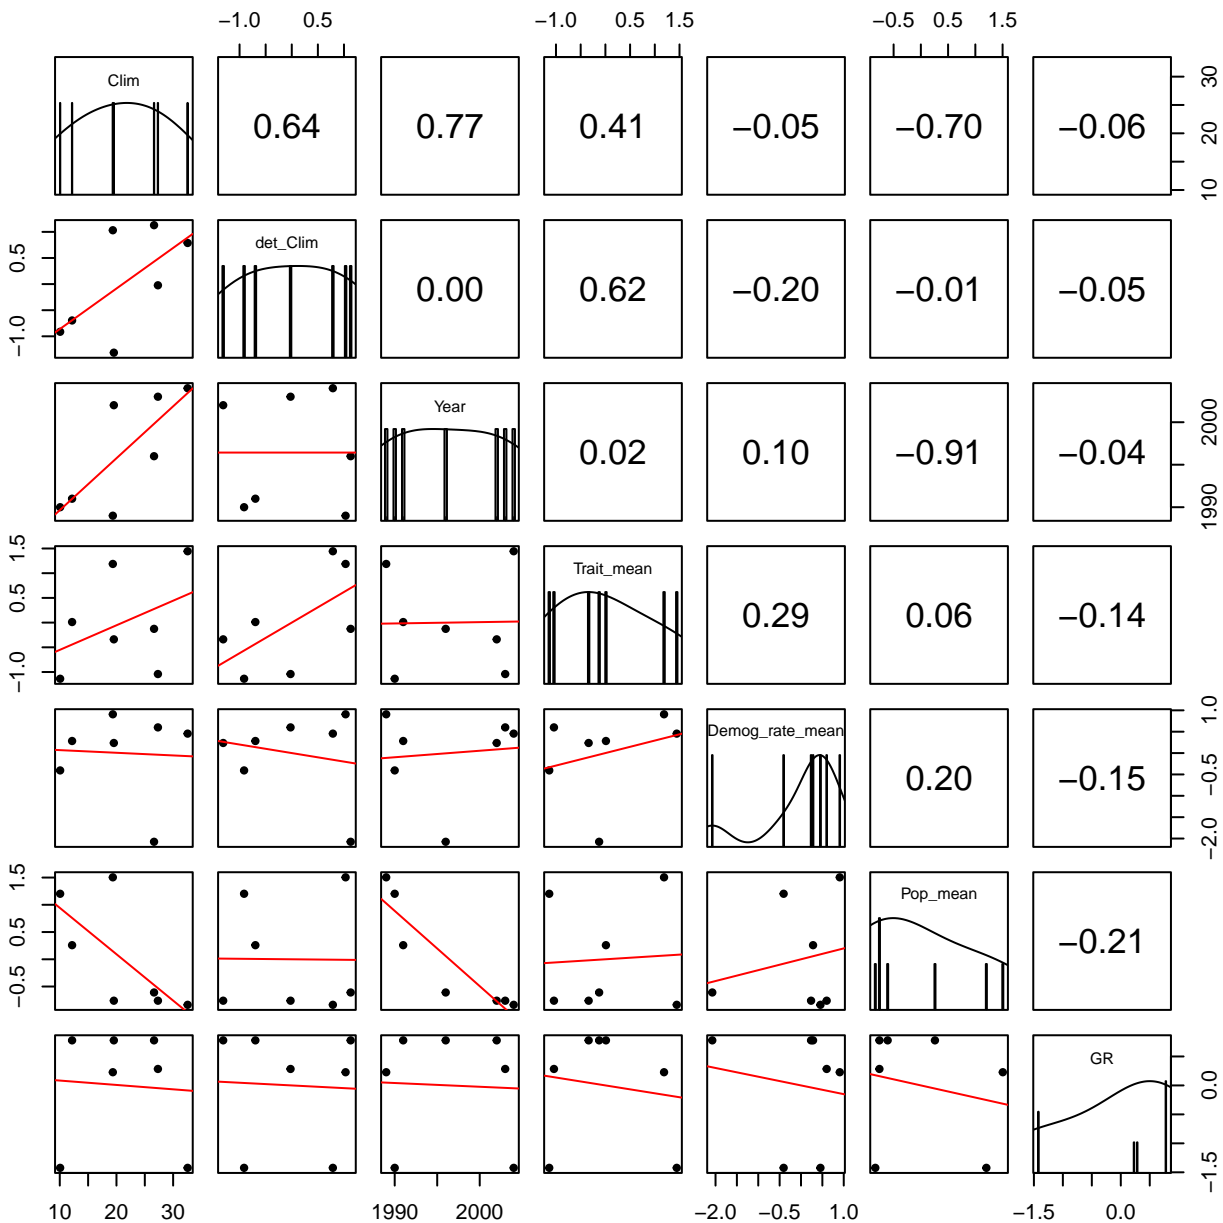 −1.0 0.5 −1.0 0.5 1.5 −0.5 0.5 1.5
Clim 0.64 0.77 0.41 −0.05 −0.70 −0.06 10 20 30
−1.0 0.5 det_Clim 0.00 0.62 −0.20 −0.01 −0.05
Year 0.02 0.10 −0.91 −0.04 1990 2000
−1.0 0.5 1.5 Trait_mean 0.29 0.06 −0.14
Demog_rate_mean 0.20 −0.15 −2.0 −0.5 1.0
−0.5 0.5 1.5 Pop_mean −0.21
GR −1.5 0.0
10 20 30 1990 2000 −2.0 −0.5 1.0 −1.5 0.0